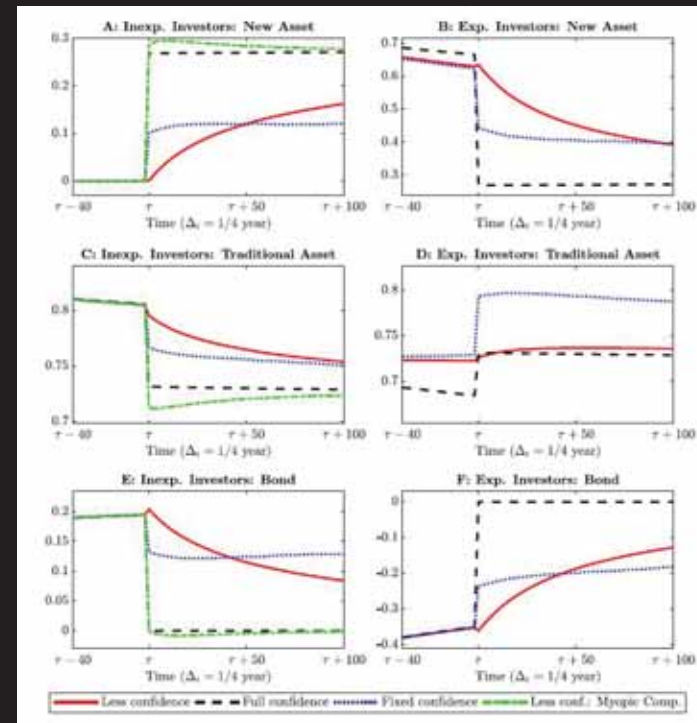 A: Inexp. Investors: New Asset
0.3
0.2
0.1
0
τ − 40
τ
τ + 50
τ + 100
Time (Δt = 1/4 year)
B: Exp. Investors: New Asset
0.7
0.6
0.5
0.4
0.3
τ − 40
τ
τ + 50
τ + 100
Time (Δt = 1/4 year)
C: Inexp. Investors: Traditional Asset
0.8
0.75
0.7
τ − 40
τ
τ + 50
τ + 100
Time (Δt = 1/4 year)
D: Exp. Investors: Traditional Asset
0.8
0.75
0.7
τ − 40
τ
τ + 50
τ + 100
Time (Δt = 1/4 year)
E: Inexp. Investors: Bond
0.2
0.15
0.1
0.05
0
τ − 40
τ
τ + 50
τ + 100
Time (Δt = 1/4 year)
F: Exp. Investors: Bond
0
-0.1
-0.2
-0.3
-0.4
τ − 40
τ
τ + 50
τ + 100
Time (Δt = 1/4 year)
Less confidence Full confidence Fixed confidence Less conf.: Myopic Comp.